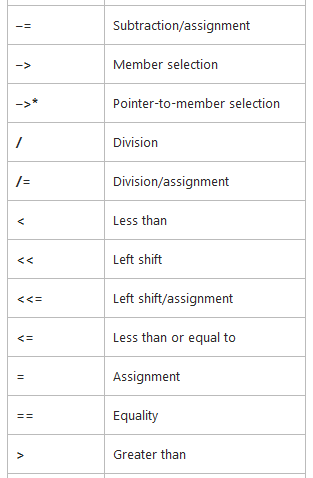 –= Subtraction/assignment
–> Member selection
–>* Pointer-to-member selection
/ Division
/= Division/assignment
< Less than
<< Left shift
<<= Left shift/assignment
<= Less than or equal to
= Assignment
== Equality
> Greater than